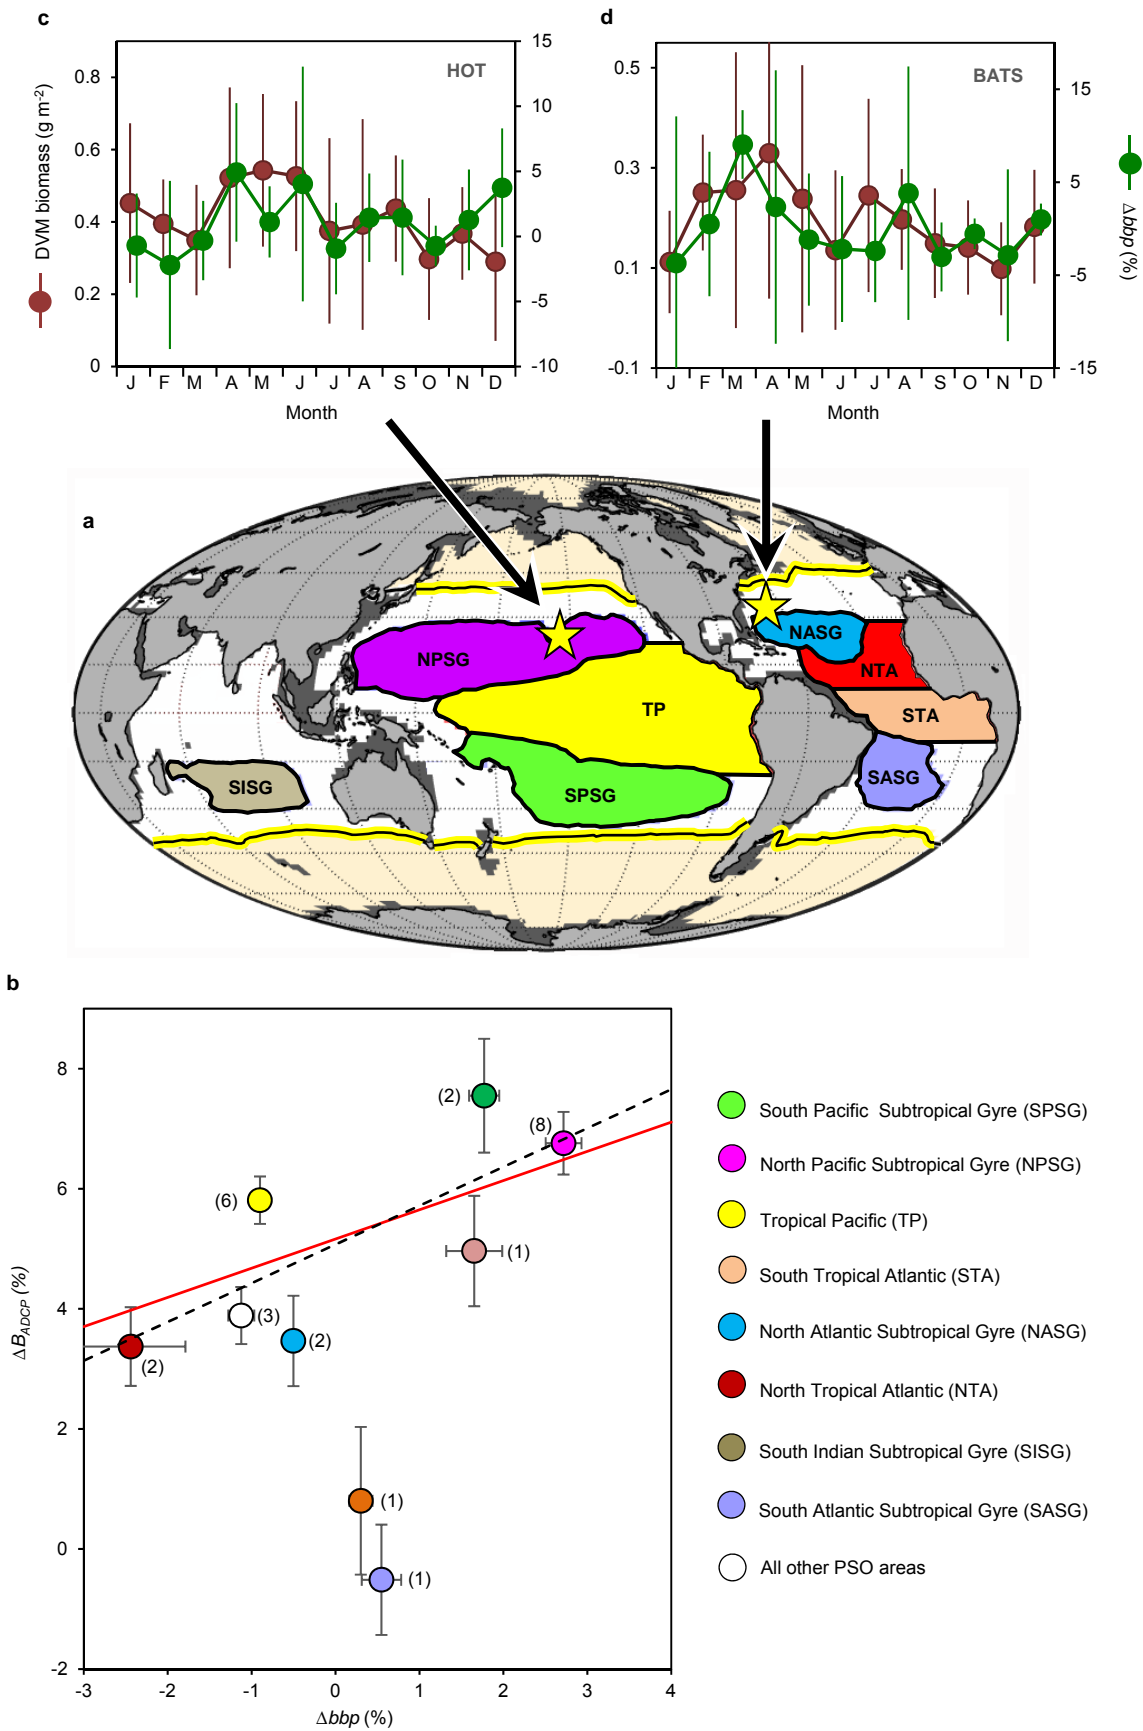 c
d
HOT
BATS
DVM biomass (g m-2)
0.8
0.6
0.4
0.2
0
15
10
5
0
-5
-10
J F M A M J J A S O N D
Month
0.5
0.3
0.1
-0.1
15
5
-5
-15
Δbbp (%)
J F M A M J J A S O N D
Month
a
NPSG
TP
SISG
SPSG
NASG
NTA
STA
SASG
b
ΔB_ADCP (%)
8
6
4
2
0
-2
(2)
(8)
(6)
(1)
(3)
(2)
(2)
(1)
(1)
-3 -2 -1 0 1 2 3 4
Δbbp (%)
South Pacific Subtropical Gyre (SPSG)
North Pacific Subtropical Gyre (NPSG)
Tropical Pacific (TP)
South Tropical Atlantic (STA)
North Atlantic Subtropical Gyre (NASG)
North Tropical Atlantic (NTA)
South Indian Subtropical Gyre (SISG)
South Atlantic Subtropical Gyre (SASG)
All other PSO areas